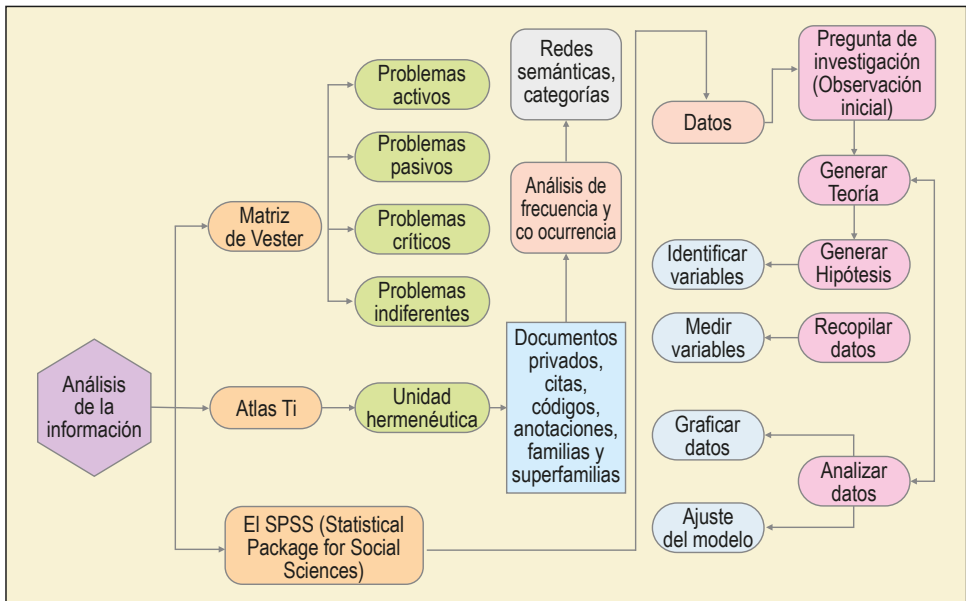 Análisis
de la
información
Matriz
de Vester
Problemas
activos
Problemas
pasivos
Problemas
críticos
Problemas
indiferentes
Atlas Ti
Unidad
hermenéutica
Documentos
privados,
citas,
códigos,
anotaciones,
familias y
superfamilias
Análisis de
frecuencia y
co ocurrencia
Redes
semánticas,
categorías
El SPSS (Statistical
Package for Social
Sciences)
Datos
Pregunta de
investigación
(Observación
inicial)
Generar
Teoría
Generar
Hipótesis
Identificar
variables
Recopilar
datos
Medir
variables
Analizar
datos
Graficar
datos
Ajuste
del modelo